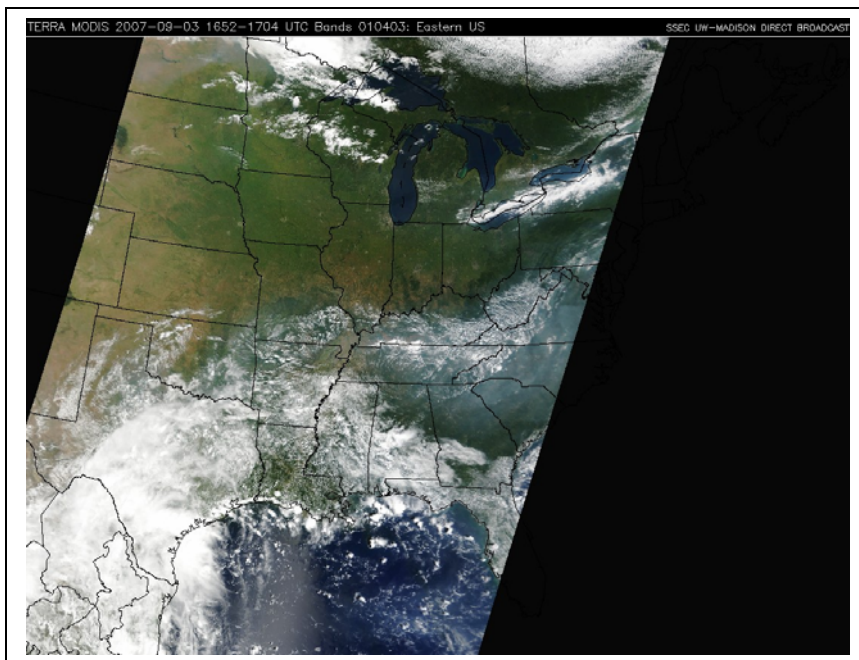 TERRA MODIS 2007-09-03 1652-1704 UTC Bands 010403: Eastern US
SSEC UW-MADISON DIRECT BROADCAST